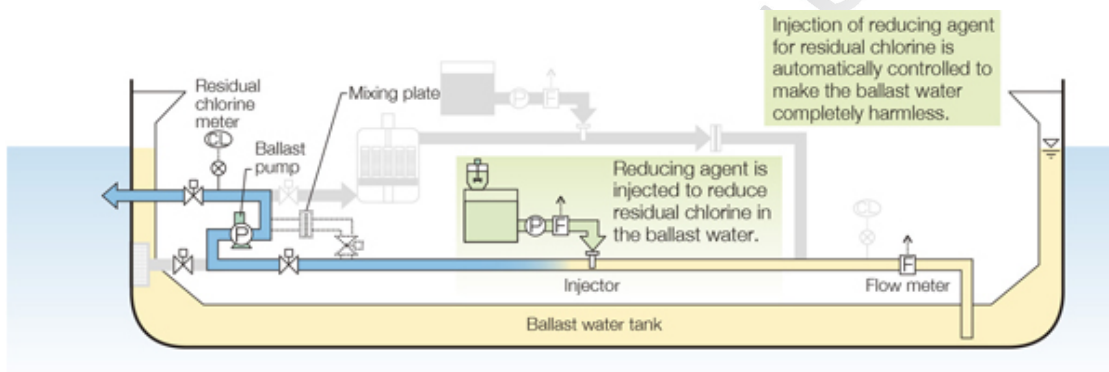 Injection of reducing agent
for residual chlorine is
automatically controlled to
make the ballast water
completely harmless.
Residual
chlorine
meter
Mixing plate
P
F
CL
Ballast
pump
Reducing agent is
injected to reduce
residual chlorine in
the ballast water.
CL
P
F
P
F
Injector
Flow meter
Ballast water tank